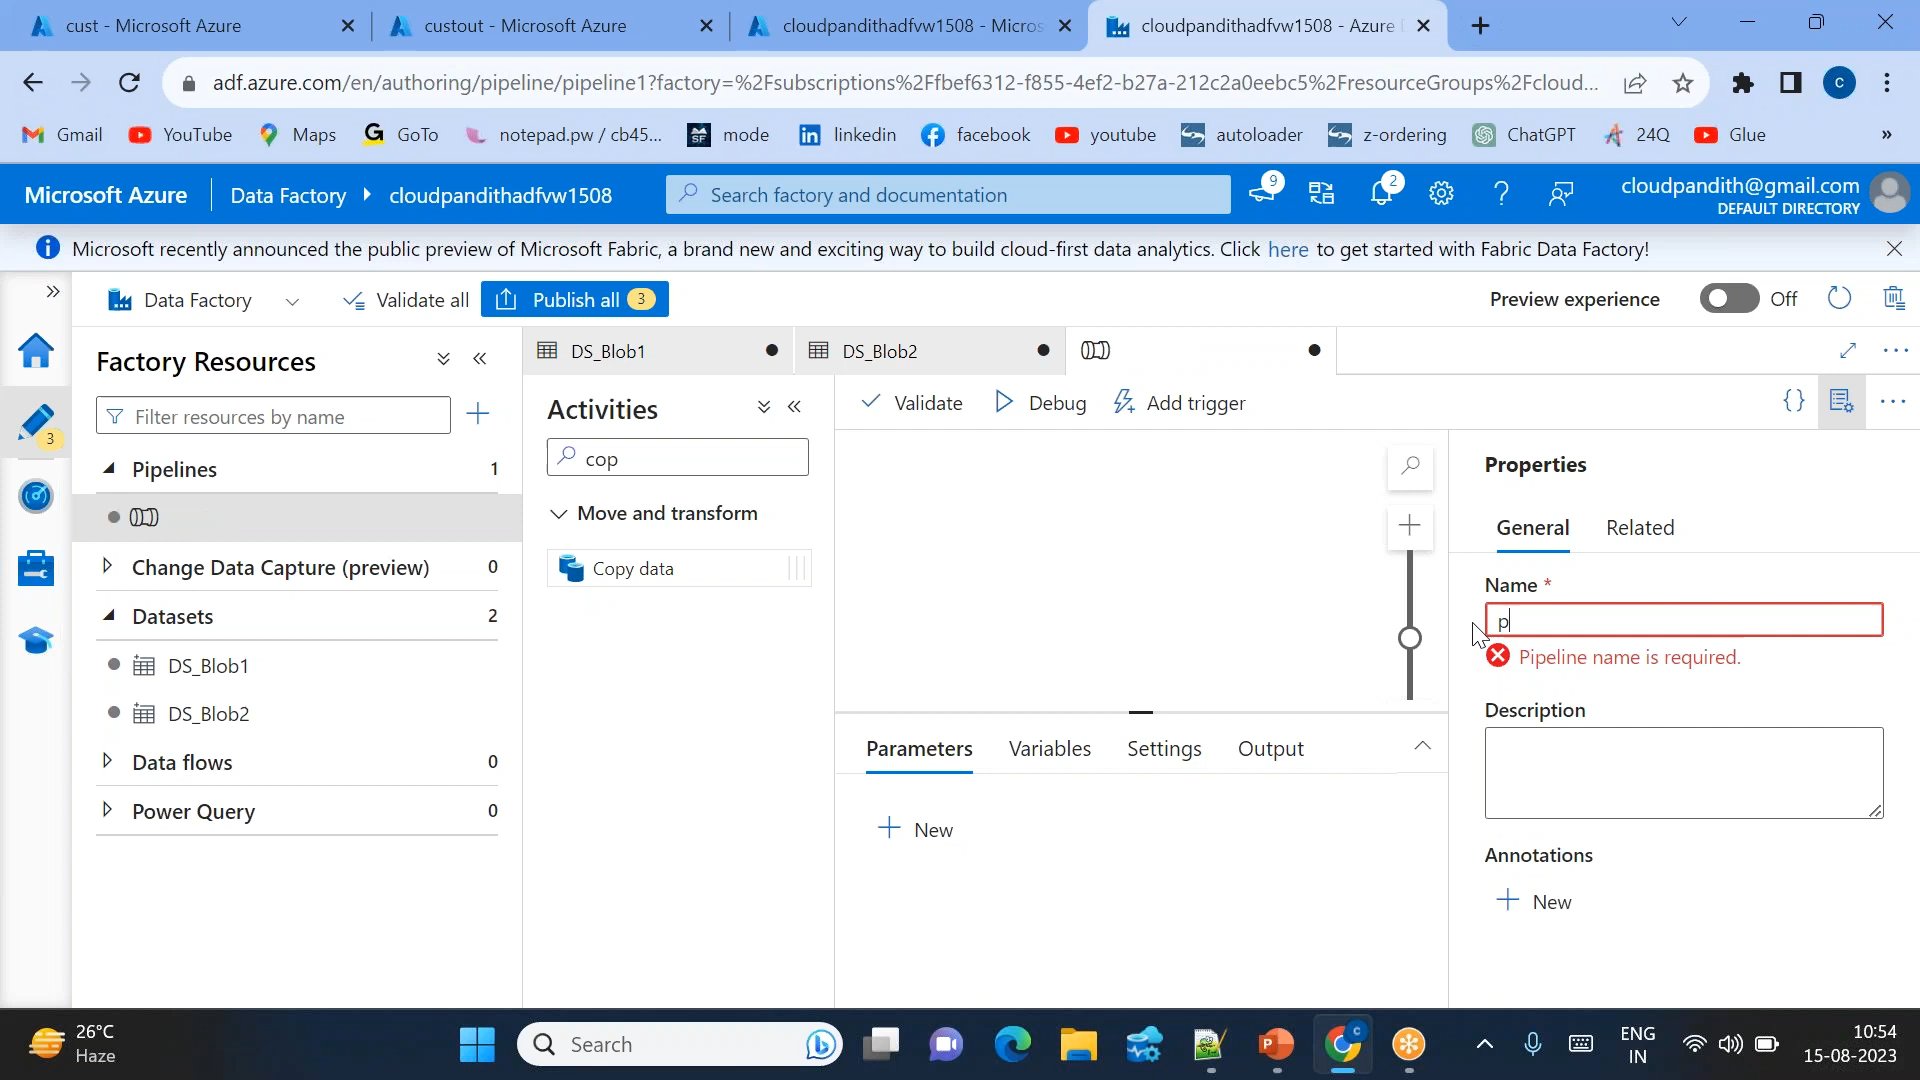 cust - Microsoft Azure
custout - Microsoft Azure
cloudpandithadfvw1508 - Micros
cloudpandithadfvw1508 - Azure
adf.azure.com/en/authoring/pipeline/pipeline1?factory=%2Fsubscriptions%2Ffbef6312-f855-4ef2-b27a-212c2a0eebc5%2FresourceGroups%2Fcloud...
c
Gmail
YouTube
Maps
G GoTo
notepad.pw / cb45...
SF mode
linkedin
facebook
youtube
autoloader
z-ordering
ChatGPT
24Q
Glue
»
Microsoft Azure
Data Factory
cloudpandithadfvw1508
Search factory and documentation
9
2
cloudpandith@gmail.com
DEFAULT DIRECTORY
Microsoft recently announced the public preview of Microsoft Fabric, a brand new and exciting way to build cloud-first data analytics. Click here to get started with Fabric Data Factory!
Data Factory
Validate all
Publish all 3
Preview experience
Off
Factory Resources
DS_Blob1
DS_Blob2
3
Filter resources by name
Activities
Validate
Debug
Add trigger
{}
cop
Pipelines 1
Move and transform
Copy data
Change Data Capture (preview) 0
Datasets 2
DS_Blob1
DS_Blob2
Data flows 0
Power Query 0
Parameters
Variables
Settings
Output
New
Properties
General
Related
Name *
p
Pipeline name is required.
Description
Annotations
New
26°C
Haze
Search
ENG
IN
10:54
15-08-2023